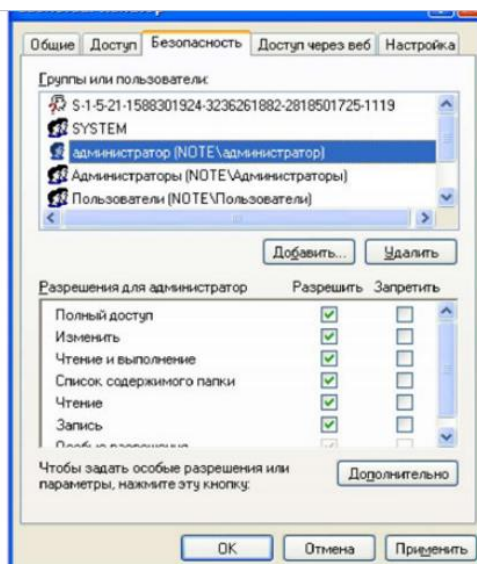 Общие Доступ Безопасность Доступ через веб Настройка
Группы или пользователи:
S-1-5-21-1588301924-3236261882-2818501725-1119
SYSTEM
администратор (NOTE\администратор)
Администраторы (NOTE\Администраторы)
Пользователи (NOTE\Пользователи)
Добавить... Удалить
Разрешения для администратор Разрешить Запретить
Полный доступ
Изменить
Чтение и выполнение
Список содержимого папки
Чтение
Запись
Особые разрешения
Чтобы задать особые разрешения или Дополнительно
параметры, нажмите эту кнопку:
OK Отмена Применить